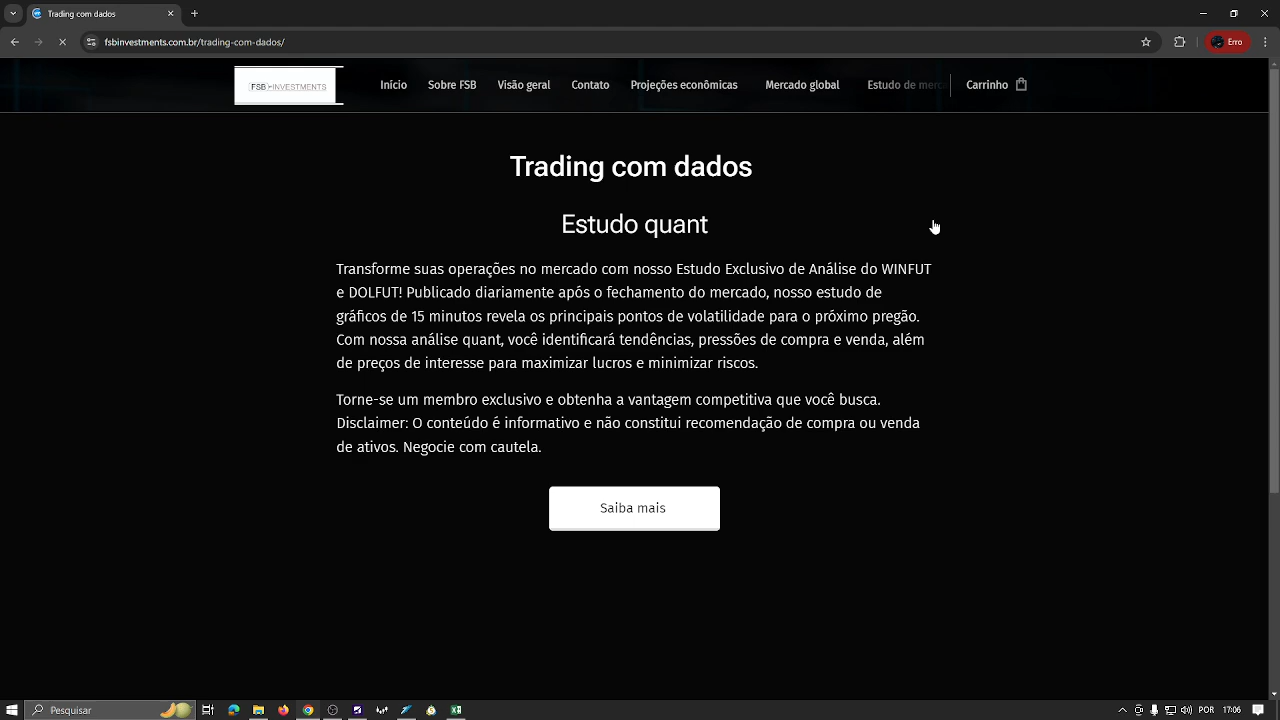 Trading com dados
fsbinvestments.com.br/trading-com-dados/
Erro
FSB-INVESTMENTS
Início
Sobre FSB
Visão geral
Contato
Projeções econômicas
Mercado global
Estudo de merc
Carrinho
Trading com dados
Estudo quant
Transforme suas operações no mercado com nosso Estudo Exclusivo de Análise do WINFUT
e DOLFUT! Publicado diariamente após o fechamento do mercado, nosso estudo de
gráficos de 15 minutos revela os principais pontos de volatilidade para o próximo pregão.
Com nossa análise quant, você identificará tendências, pressões de compra e venda, além
de preços de interesse para maximizar lucros e minimizar riscos.
Torne-se um membro exclusivo e obtenha a vantagem competitiva que você busca.
Disclaimer: O conteúdo é informativo e não constitui recomendação de compra ou venda
de ativos. Negocie com cautela.
Saiba mais
Pesquisar
POR
17:06